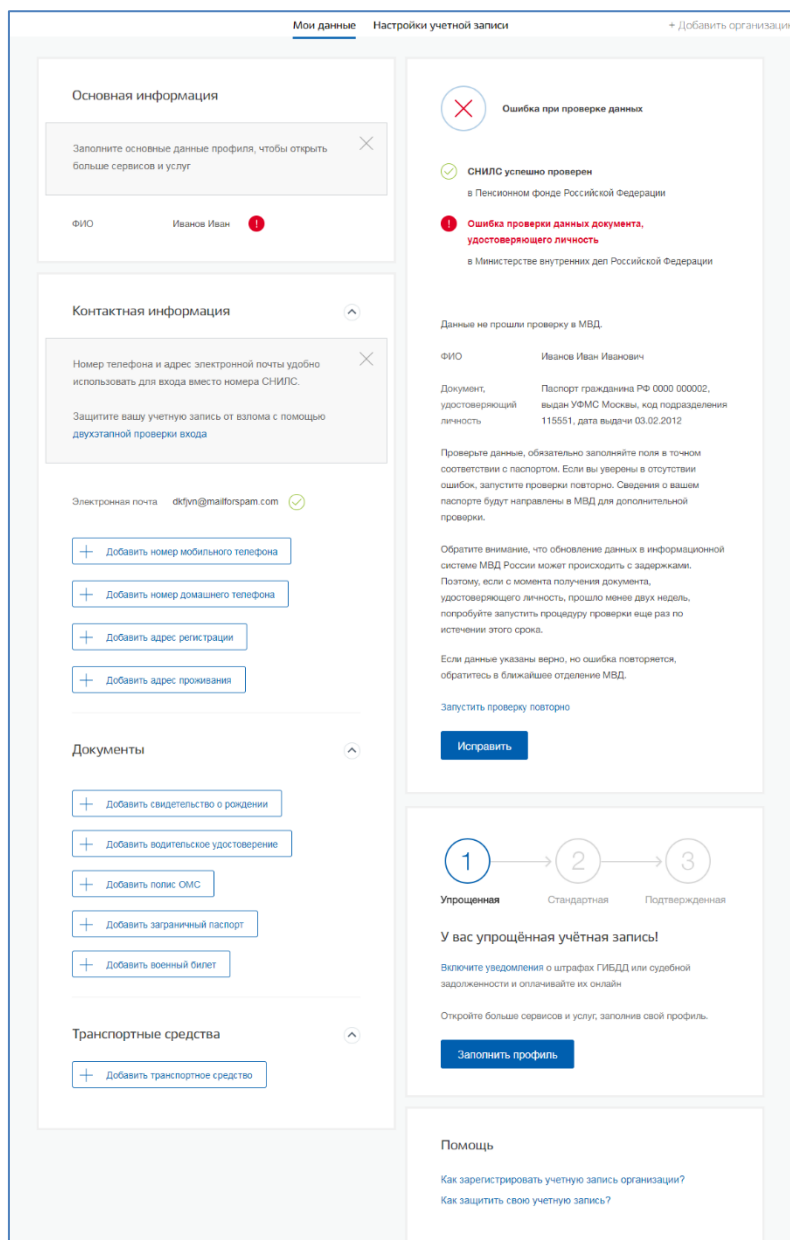 Мои данные Настройки учетной записи + Добавить организацию
Основная информация
Заполните основные данные профиля, чтобы открыть
больше сервисов и услуг
ФИО Иванов Иван
Контактная информация
Номер телефона и адрес электронной почты удобно
использовать для входа вместо номера СНИЛС.
Защитите вашу учетную запись от взлома с помощью
двухэтапной проверки входа
Электронная почта dkfjvn@mailforspam.com
Добавить номер мобильного телефона
Добавить номер домашнего телефона
Добавить адрес регистрации
Добавить адрес проживания
Документы
Добавить свидетельство о рождении
Добавить водительское удостоверение
Добавить полис ОМС
Добавить заграничный паспорт
Добавить военный билет
Транспортные средства
Добавить транспортное средство
Ошибка при проверке данных
СНИЛС успешно проверен
в Пенсионном фонде Российской Федерации
Ошибка проверки данных документа,
удостоверяющего личность
в Министерстве внутренних дел Российской Федерации
Данные не прошли проверку в МВД.
ФИО Иванов Иван Иванович
Документ, Паспорт гражданина РФ 0000 000002,
удостоверяющий выдан УФМС Москвы, код подразделения
личность 115551, дата выдачи 03.02.2012
Проверьте данные, обязательно заполняйте поля в точном
соответствии с паспортом. Если вы уверены в отсутствии
ошибок, запустите проверки повторно. Сведения о вашем
паспорте будут направлены в МВД для дополнительной
проверки.
Обратите внимание, что обновление данных в информационной
системе МВД России может происходить с задержками.
Поэтому, если с момента получения документа,
удостоверяющего личность, прошло менее двух недель,
попробуйте запустить процедуру проверки еще раз по
истечении этого срока.
Если данные указаны верно, но ошибка повторяется,
обратитесь в ближайшее отделение МВД.
Запустить проверку повторно
Исправить
1 2 3
Упрощенная Стандартная Подтвержденная
У вас упрощённая учётная запись!
Включите уведомления о штрафах ГИБДД или судебной
задолженности и оплачивайте их онлайн
Откройте больше сервисов и услуг, заполнив свой профиль.
Заполнить профиль
Помощь
Как зарегистрировать учетную запись организации?
Как защитить свою учетную запись?